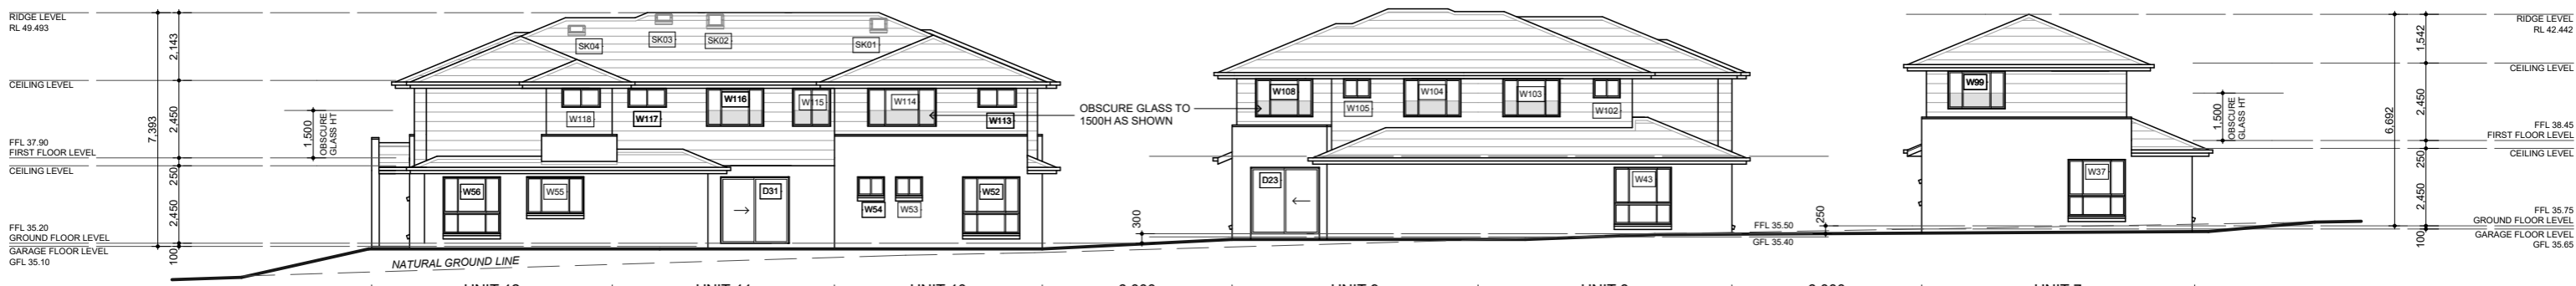 RIDGE LEVEL
RL 49.493
2,143
CEILING LEVEL
7,393
2,450
1,500
OBSCURE
GLASS HT
FFL 37.90
FIRST FLOOR LEVEL
CEILING LEVEL
250
2,450
FFL 35.20
GROUND FLOOR LEVEL
GARAGE FLOOR LEVEL
GFL 35.10
100
NATURAL GROUND LINE
SK04
SK03
SK02
SK01
W118
W117
W116
W115
W114
W113
W56
W55
D31
W54
W53
W52
OBSCURE GLASS TO
1500H AS SHOWN
300
W108
W105
W104
W103
W102
D23
W43
FFL 35.50
GFL 35.40
250
W99
W37
1,500
OBSCURE
GLASS HT
6,692
1,542
2,450
250
2,450
100
RIDGE LEVEL
RL 42.442
CEILING LEVEL
FFL 38.45
FIRST FLOOR LEVEL
CEILING LEVEL
FFL 35.75
GROUND FLOOR LEVEL
GARAGE FLOOR LEVEL
GFL 35.65